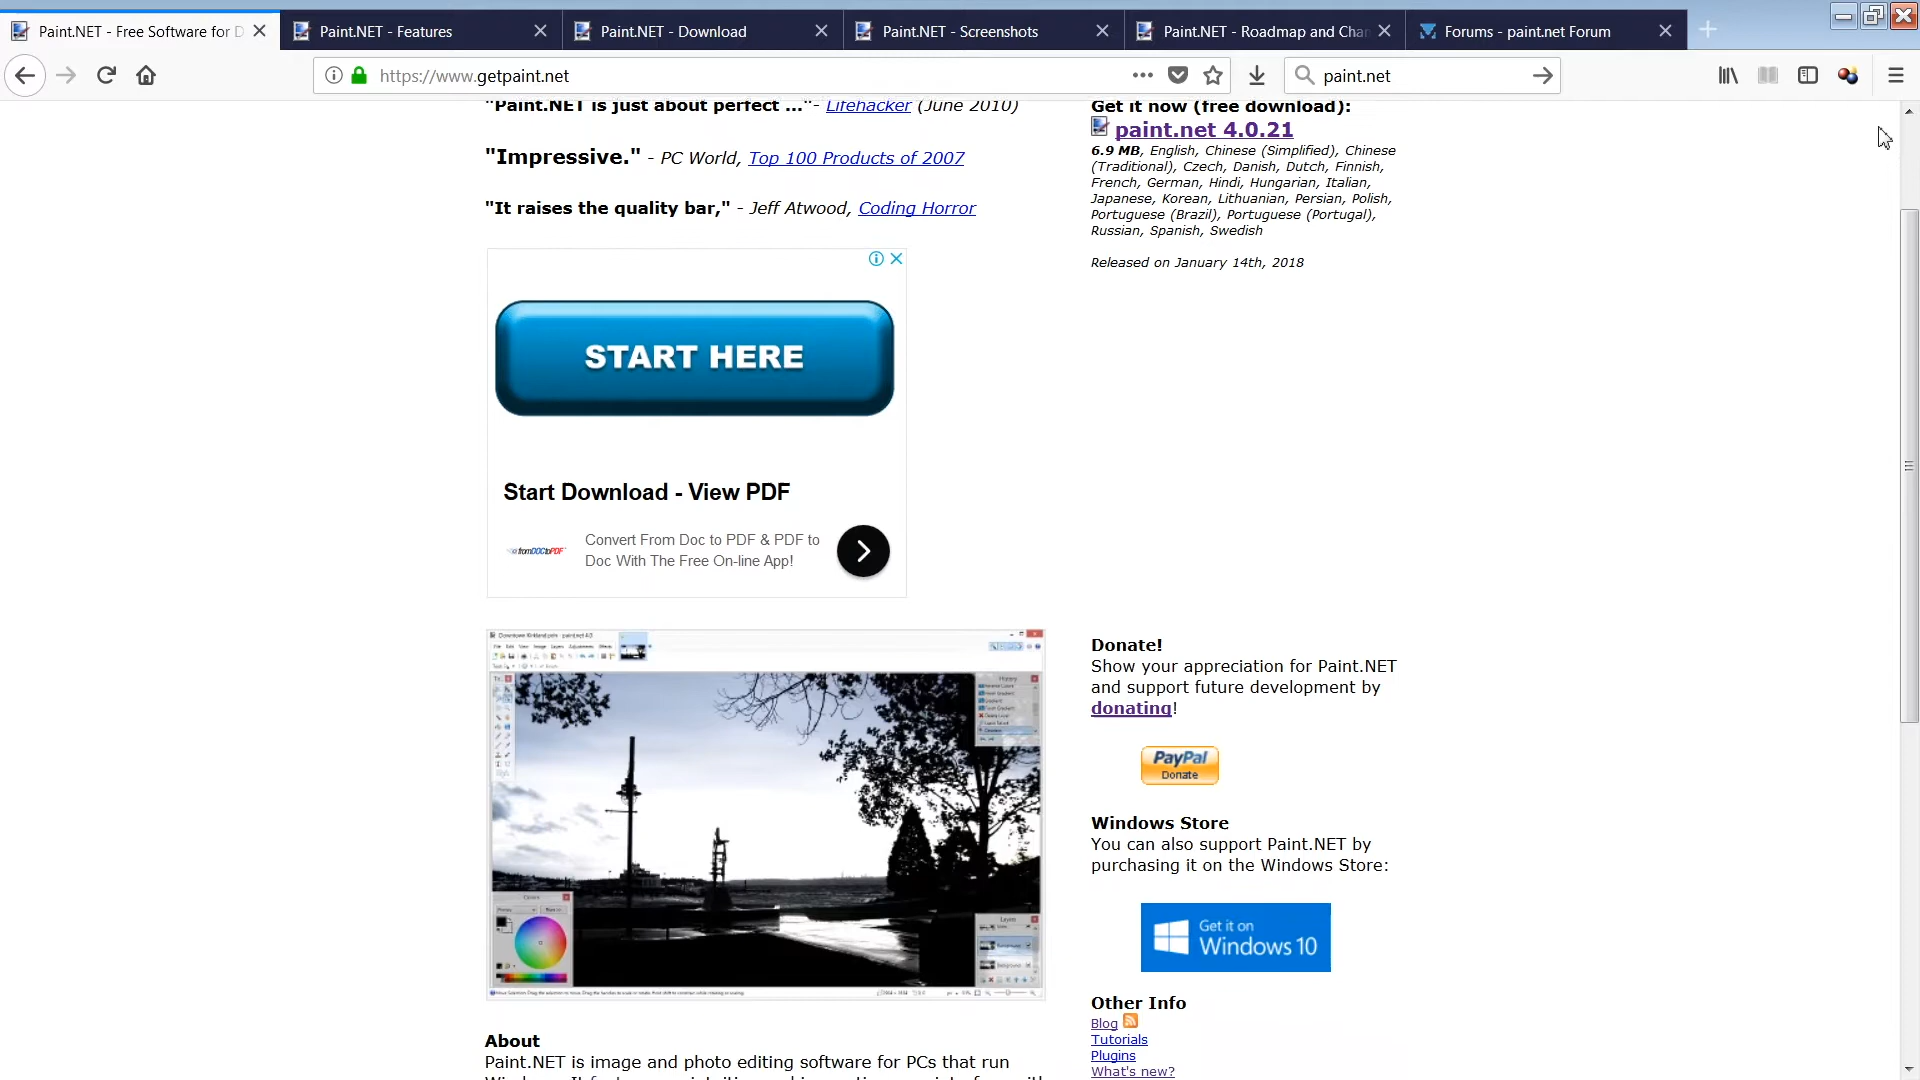 Paint.NET - Free Software for D
Paint.NET - Features
Paint.NET - Download
Paint.NET - Screenshots
Paint.NET - Roadmap and Chan
Forums - paint.net Forum
https://www.getpaint.net
paint.net
"Paint.NET is just about perfect ..."- Lifehacker (June 2010)
"Impressive." - PC World, Top 100 Products of 2007
"It raises the quality bar," - Jeff Atwood, Coding Horror
START HERE
Start Download - View PDF
fromDOCtoPDF
Convert From Doc to PDF & PDF to
Doc With The Free On-line App!
About
Paint.NET is image and photo editing software for PCs that run
Get it now (free download):
paint.net 4.0.21
6.9 MB, English, Chinese (Simplified), Chinese
(Traditional), Czech, Danish, Dutch, Finnish,
French, German, Hindi, Hungarian, Italian,
Japanese, Korean, Lithuanian, Persian, Polish,
Portuguese (Brazil), Portuguese (Portugal),
Russian, Spanish, Swedish
Released on January 14th, 2018
Donate!
Show your appreciation for Paint.NET
and support future development by
donating!
PayPal
Donate
Windows Store
You can also support Paint.NET by
purchasing it on the Windows Store:
Get it on
Windows 10
Other Info
Blog
Tutorials
Plugins
What's new?